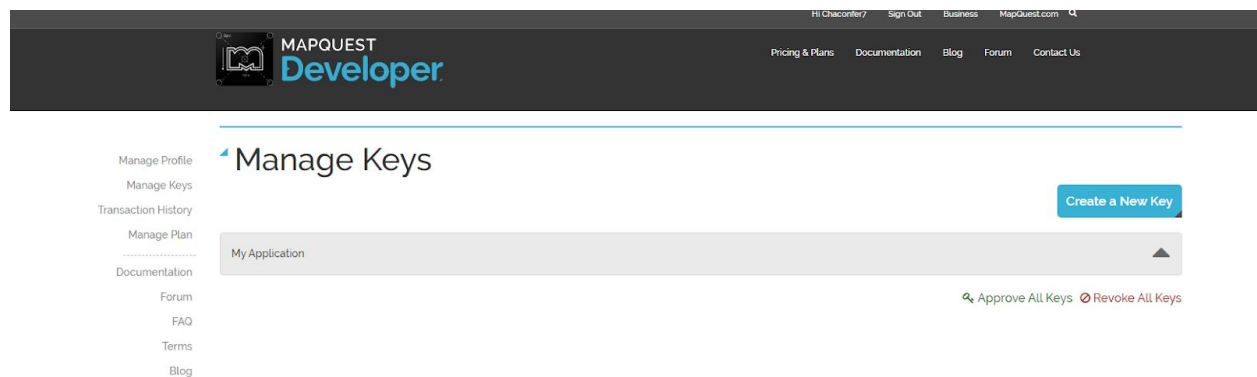 Hi Chaconfer7 Sign Out Business MapQuest.com
MAPQUEST
Developer
Pricing & Plans Documentation Blog Forum Contact Us
Manage Profile
Manage Keys
Transaction History
Manage Plan
Documentation
Forum
FAQ
Terms
Blog
Manage Keys
Create a New Key
My Application
Approve All Keys Revoke All Keys